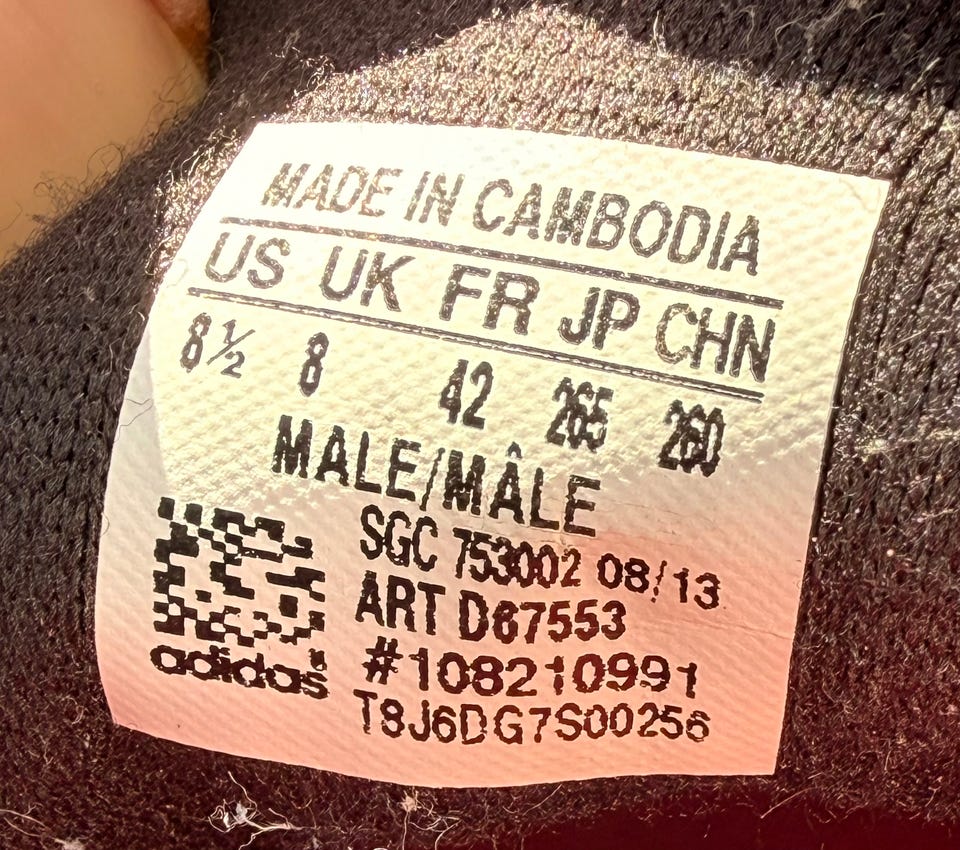 MADE IN CAMBODIA
US UK FR JP CHN
8½ 8 42 265 260
MALE/MÂLE
SGC 753002 08/13
ART D67553
#108210991
T8J6DG7S00256
adidas